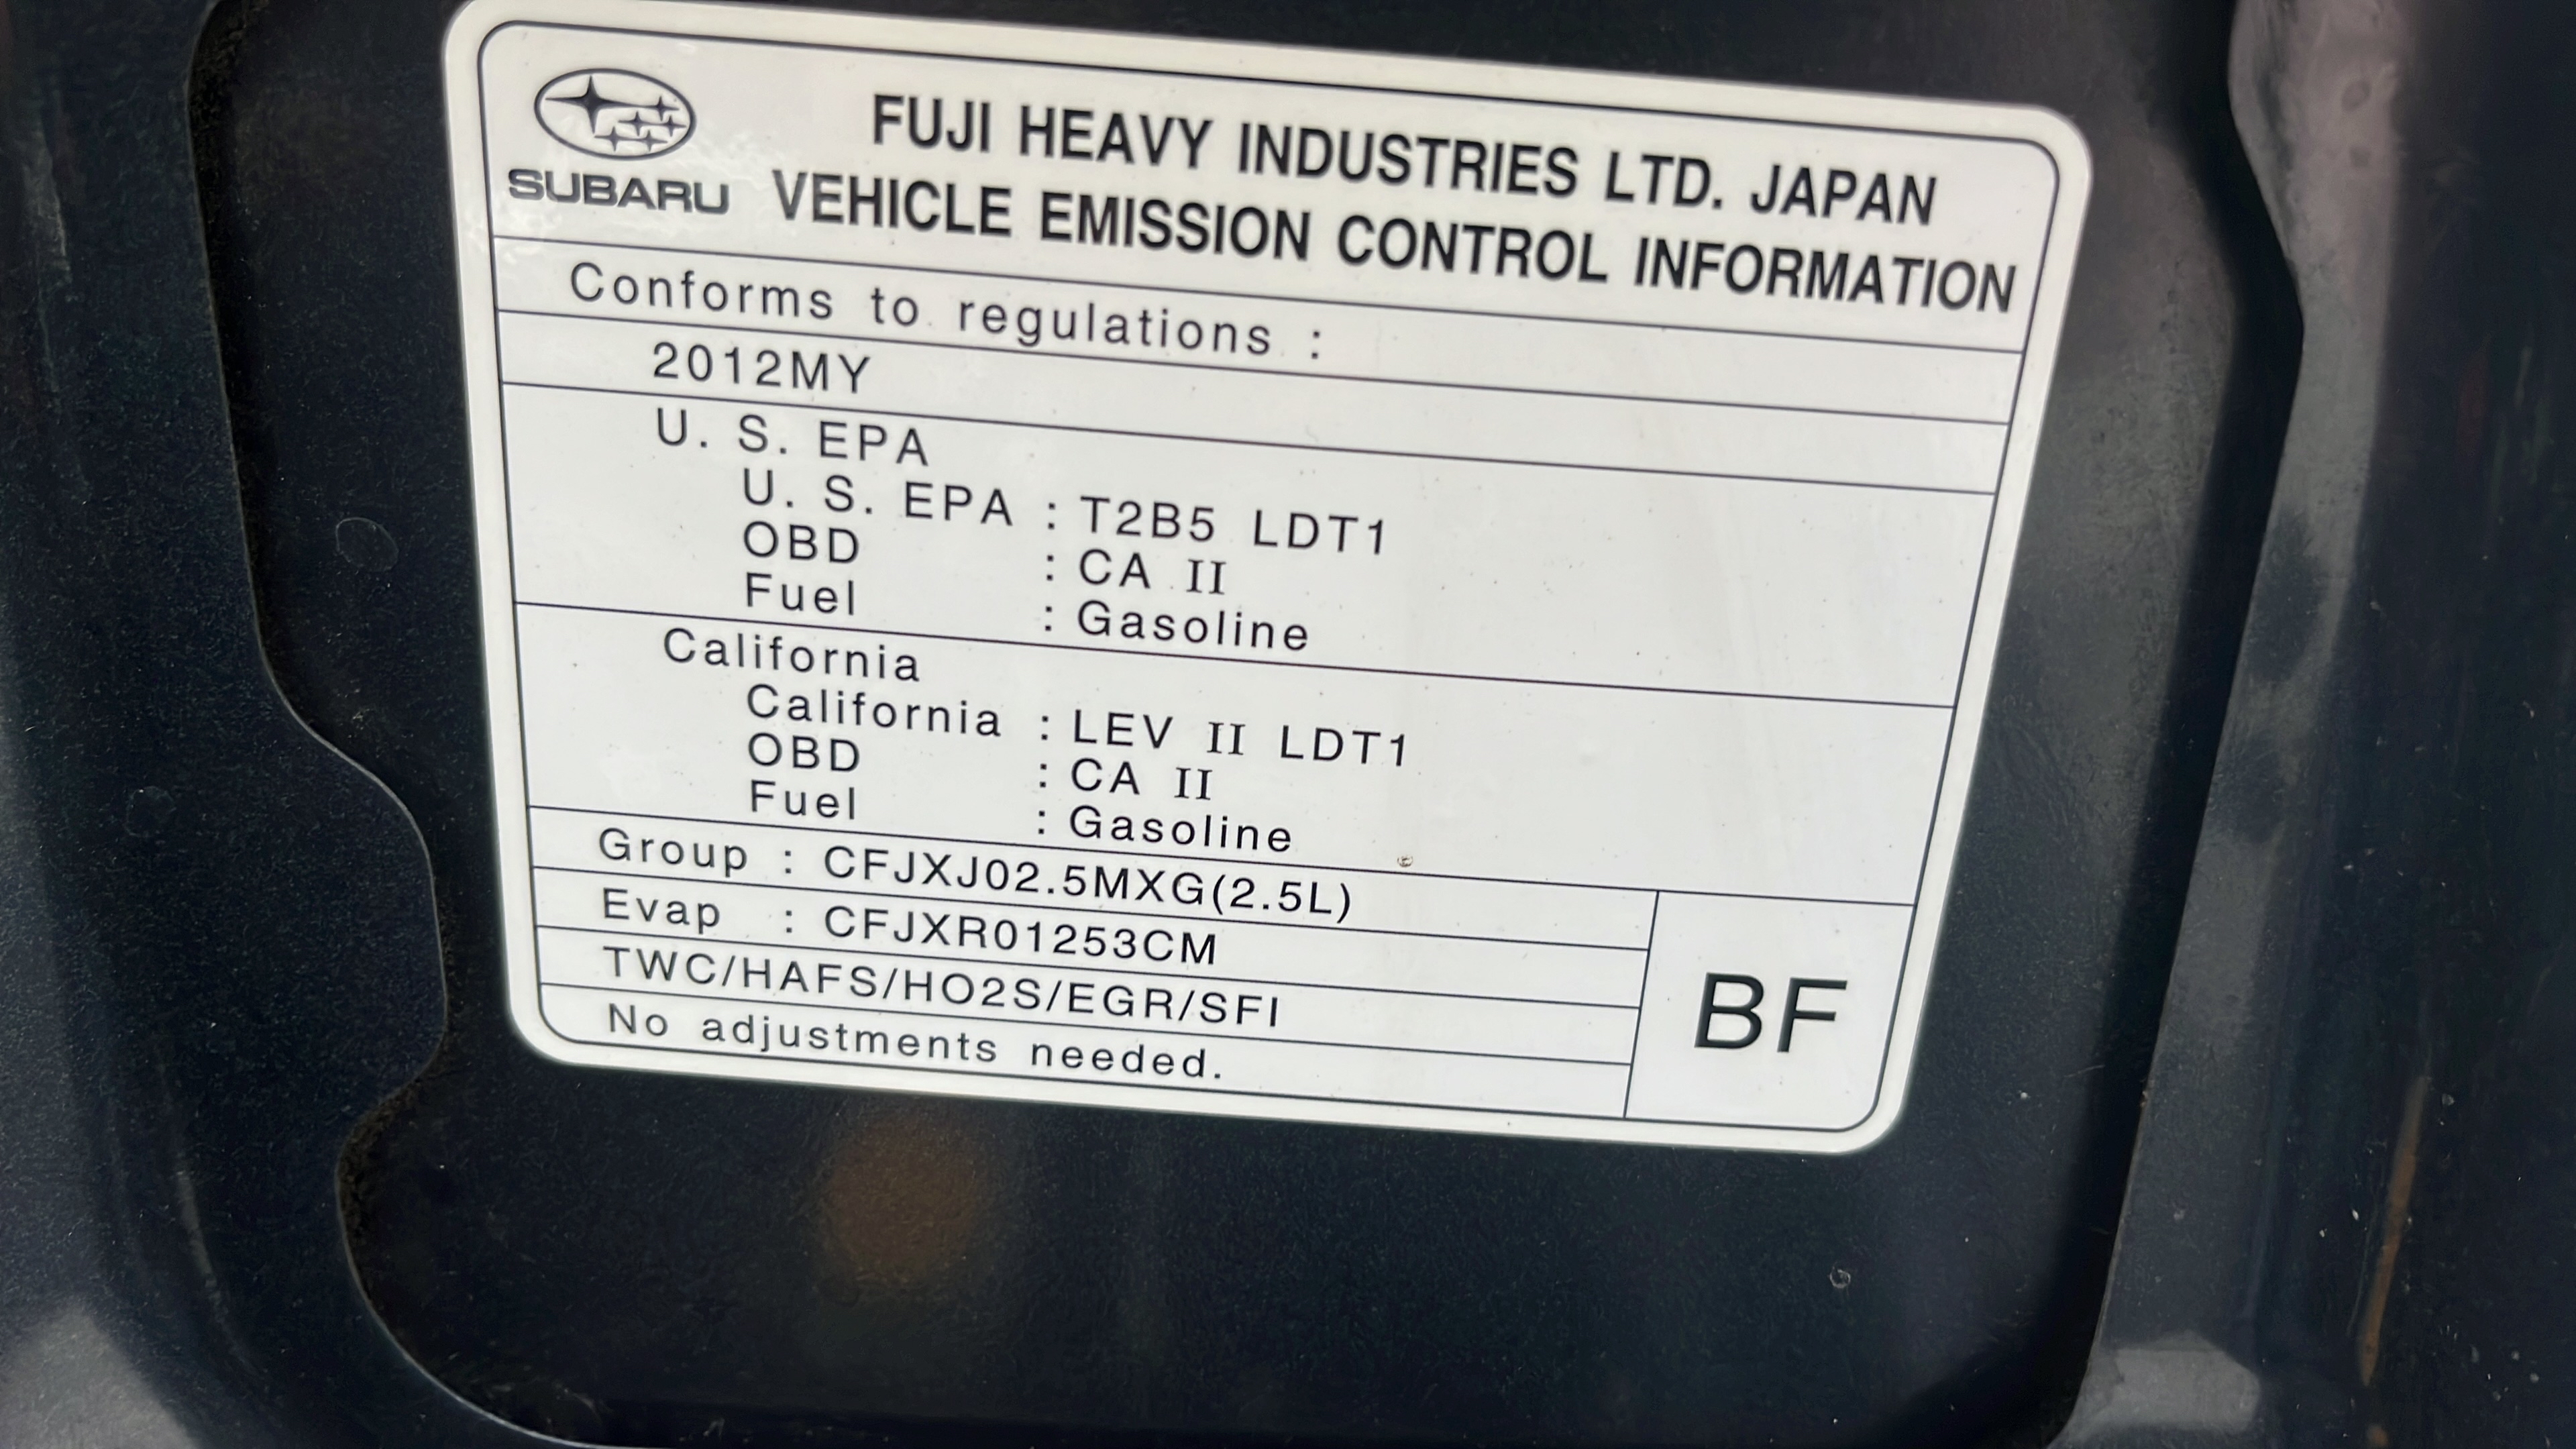 FUJI HEAVY INDUSTRIES LTD. JAPAN
SUBARU VEHICLE EMISSION CONTROL INFORMATION
Conforms to regulations :
2012MY
U. S. EPA
U. S. EPA : T2B5 LDT1
OBD : CA II
Fuel : Gasoline
California
California : LEV II LDT1
OBD : CA II
Fuel : Gasoline
Group : CFJXJ02.5MXG(2.5L)
Evap : CFJXR01253CM
TWC/HAFS/HO2S/EGR/SFI
No adjustments needed.
BF